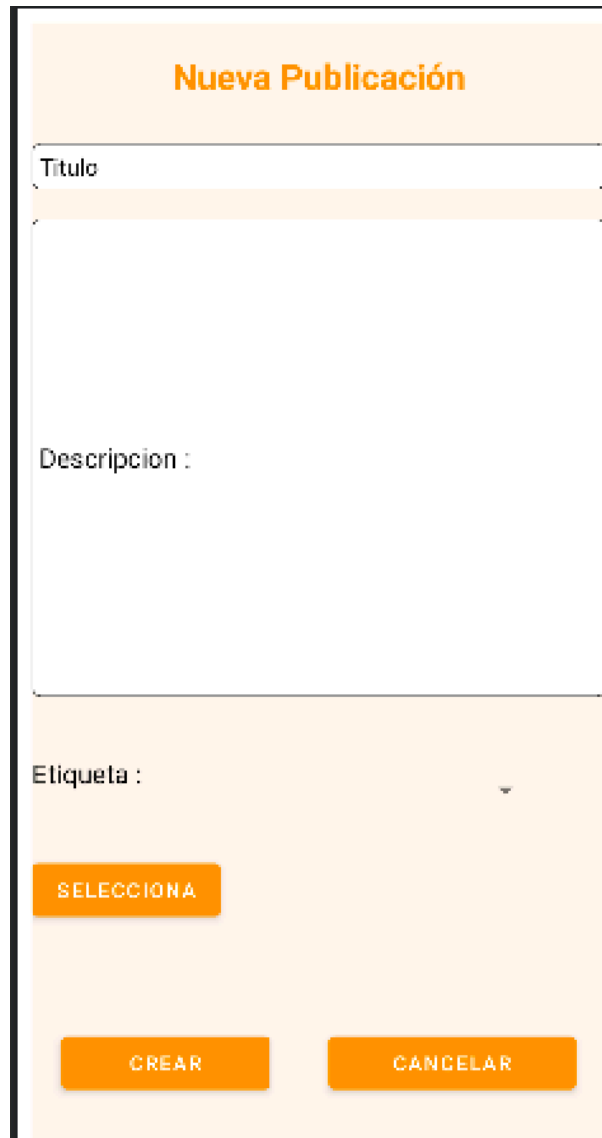 Nueva Publicación
Titulo
Descripcion :
Etiqueta :
SELECCIONA
CREAR
CANCELAR